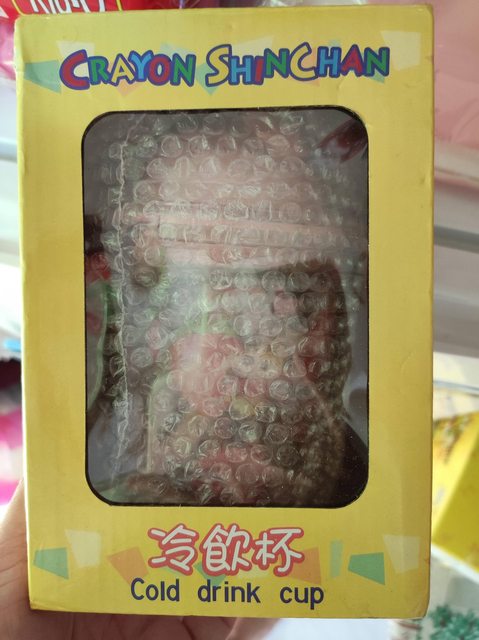 CRAYON SHINCHAN
冷飲杯
Cold drink cup